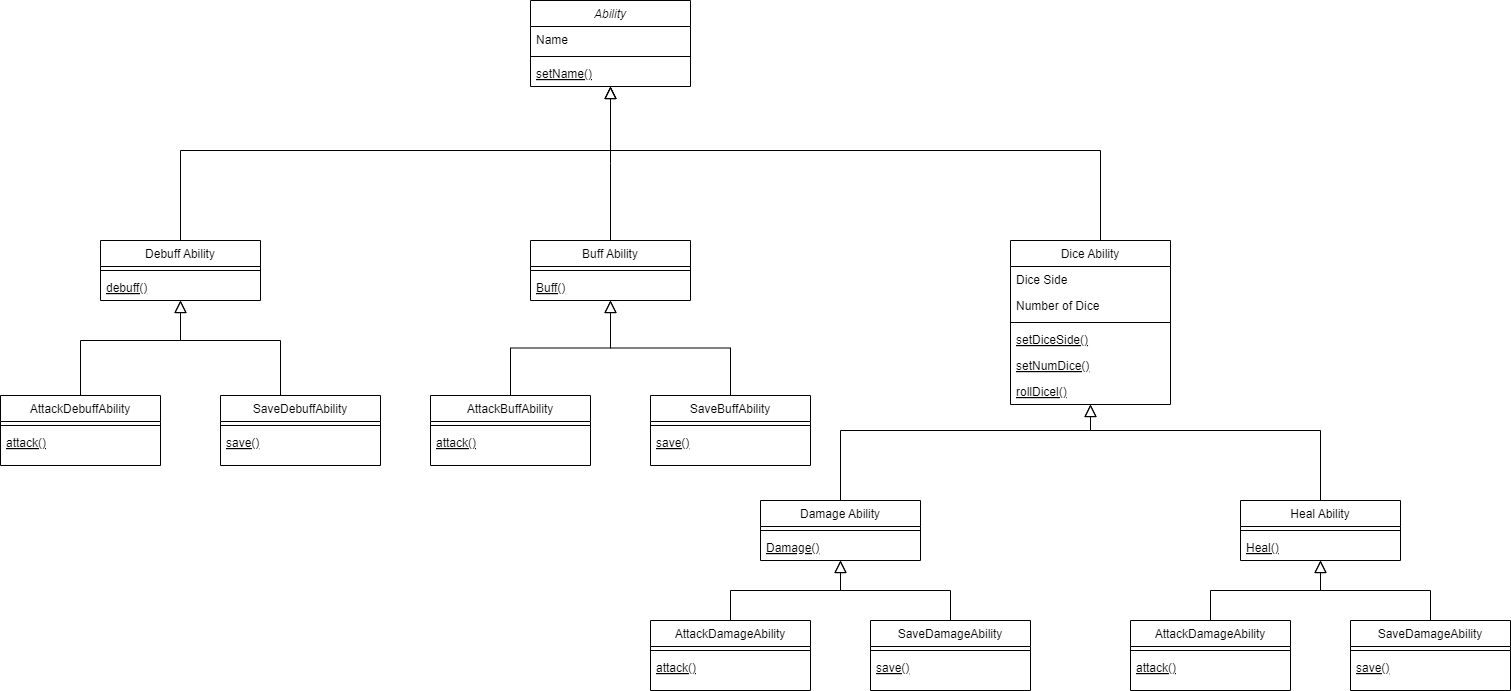 Ability
Name
setName()
Debuff Ability
debuff()
Buff Ability
Buff()
Dice Ability
Dice Side
Number of Dice
setDiceSide()
setNumDice()
rollDicel()
AttackDebuffAbility
attack()
SaveDebuffAbility
save()
AttackBuffAbility
attack()
SaveBuffAbility
save()
Damage Ability
Damage()
Heal Ability
Heal()
AttackDamageAbility
attack()
SaveDamageAbility
save()
AttackDamageAbility
attack()
SaveDamageAbility
save()